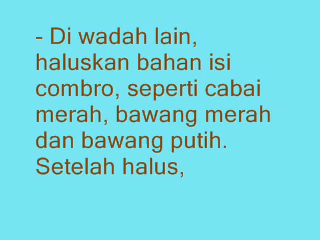 - Di wadah lain,
haluskan bahan isi
combro, seperti cabai
merah, bawang merah
dan bawang putih.
Setelah halus,